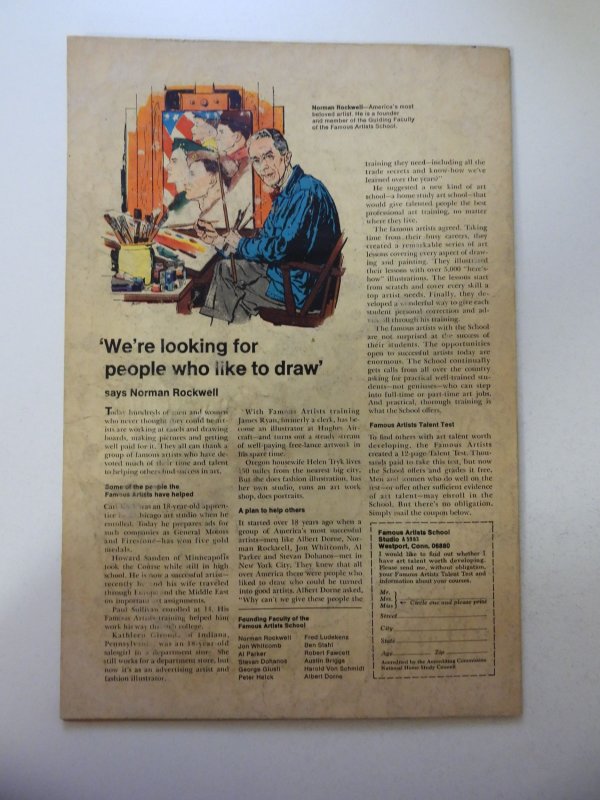 Norman Rockwell—America's most
beloved artist. He is a founder
and member of the Guiding Faculty
of the Famous Artists School.
'We're looking for
people who like to draw'
says Norman Rockwell
Today hundreds of men and women
who never thought they could be art-
ists are working at easels and drawing
boards, making pictures and getting
well paid for it. They all can thank a
group of famous artists who have de-
voted much of their time and talent
to helping others find success in art.
Some of the people the
Famous Artists have helped
was an 18-year-old appren-
tice Chicago art studio when he
enrolled. Today he prepares ads for
such companies as General Motors
and Firestone—has won five gold
medals.
Howard Sanden of Minneapolis
took the Course while still in high
school. He is now a successful artist—
recently he and his wife traveled
through Europe and the Middle East
on important art assignments.
Paul Sullivan enrolled at 14. His
Famous Artists training helped him
work his way through college.
Kathleen of Indiana,
Pennsylvania, was an 18-year-old
salesgirl in a department store. She
still works for a department store, but
now it's as an advertising artist and
fashion illustrator.
"With Famous Artists training
James Ryan, formerly a clerk, has be-
come an illustrator at Hughes Air-
craft—and turns out a steady stream
of well-paying free-lance artwork in
his spare time.
Oregon housewife Helen Tryk lives
150 miles from the nearest big city.
But she does fashion illustration, has
her own studio, runs an art work
shop, does portraits.
A plan to help others
It started over 18 years ago when a
group of America's most successful
artists—men like Albert Dorne, Nor-
man Rockwell, Jon Whitcomb, Al
Parker and Stevan Dohanos—met in
New York City. They knew that all
over America there were people who
liked to draw who could be turned
into good artists. Albert Dorne asked,
"Why can't we give these people the
Founding Faculty of the
Famous Artists School
Norman Rockwell
Jon Whitcomb
Al Parker
Stevan Dohanos
George Giusti
Peter Helck
Fred Ludekens
Ben Stahl
Robert Fawcett
Austin Briggs
Harold Von Schmidt
Albert Dorne
training they need—including all the
trade secrets and know-how we've
learned over the years?"
He suggested a new kind of art
school—a home study art school—that
would give talented people the best
professional art training, no matter
where they live.
The famous artists agreed. Taking
time from their busy careers, they
created a remarkable series of art
lessons covering every aspect of draw-
ing and painting. They illustrated
their lessons with over 5,000 "here's-
how" illustrations. The lessons start
from scratch and cover every skill a
top artist needs. Finally, they de-
veloped a wonderful way to give each
student personal correction and ad-
all through his training.
The famous artists with the School
are not surprised at the success of
their students. The opportunities
open to successful artists today are
enormous. The School continually
gets calls from all over the country
asking for practical well-trained stu-
dents—not geniuses—who can step
into full-time or part-time art jobs.
And practical, thorough training is
what the School offers.
Famous Artists Talent Test
To find others with art talent worth
developing, the Famous Artists
created a 12-page Talent Test. Thou-
sands paid to take this test, but now
the School offers and grades it free.
Men and women who do well on the
test—or offer other sufficient evidence
of art talent—may enroll in the
School. But there's no obligation.
Simply mail the coupon below.
Famous Artists School
Studio
Westport, Conn. 06880
I would like to find out whether I
have art talent worth developing.
Please send me, without obligation,
your Famous Artists Talent Test and
information about your courses.
Mr.
Mrs. Circle one and please print
Miss
Street
City
State
Age Zip
Accredited by the Accrediting Commission
National Home Study Council